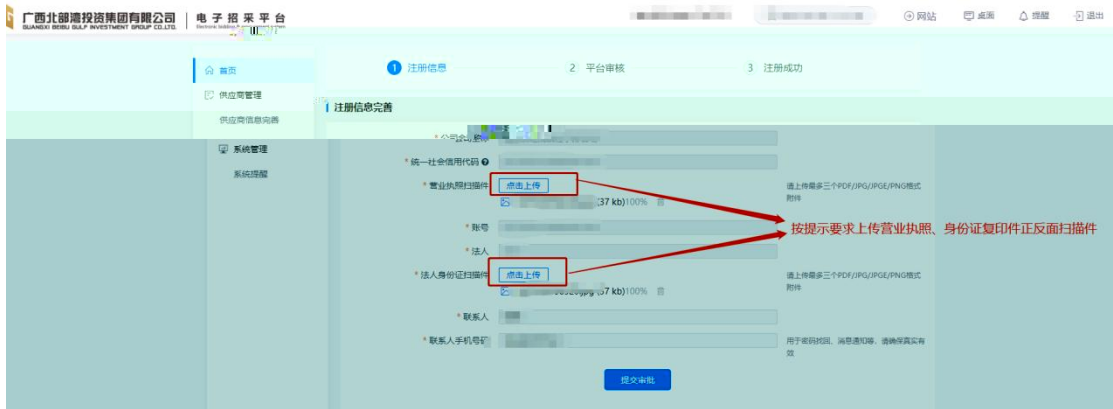 广西北部湾投资集团有限公司 电子招采平台
GUANGXI BEIBU GULF INVESTMENT GROUP CO.,LTD.
网站 桌面 提醒 退出
首页
供应商管理
供应商信息完善
系统管理
系统提醒
1 注册信息 2 平台审核 3 注册成功
注册信息完善
* 统一社会信用代码
* 营业执照扫描件 点击上传 请上传最多三个PDF/JPG/JPGE/PNG格式
附件
(37 kb)100%
* 账号
* 法人
* 法人身份证扫描件 点击上传 请上传最多三个PDF/JPG/JPGE/PNG格式
附件
kb)100%
* 联系人
* 联系人手机号码 用于密码找回、消息通知等，请确保真实有
效
提交审批
按提示要求上传营业执照、身份证复印件正反面扫描件